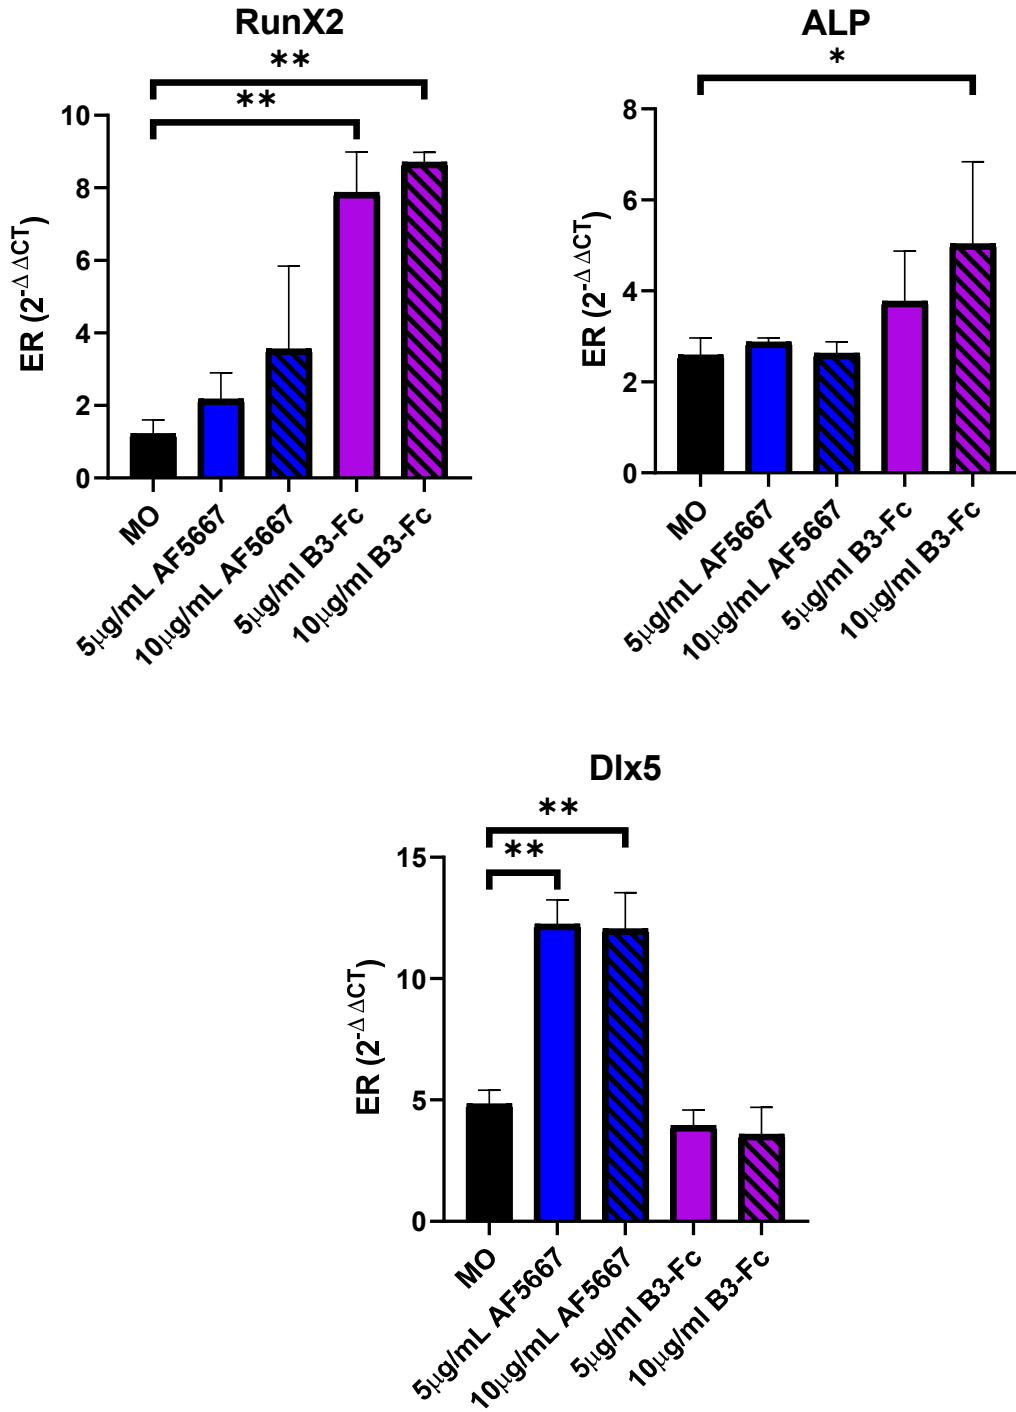 RunX2
**
**
ER (2-ΔΔCT)
10
8
6
4
2
0
MO
5μg/mL AF5667
10μg/mL AF5667
5μg/ml B3-Fc
10μg/ml B3-Fc
ALP
*
ER (2-ΔΔCT)
8
6
4
2
0
MO
5μg/mL AF5667
10μg/mL AF5667
5μg/ml B3-Fc
10μg/ml B3-Fc
Dlx5
**
**
ER (2-ΔΔCT)
15
10
5
0
MO
5μg/mL AF5667
10μg/mL AF5667
5μg/ml B3-Fc
10μg/ml B3-Fc